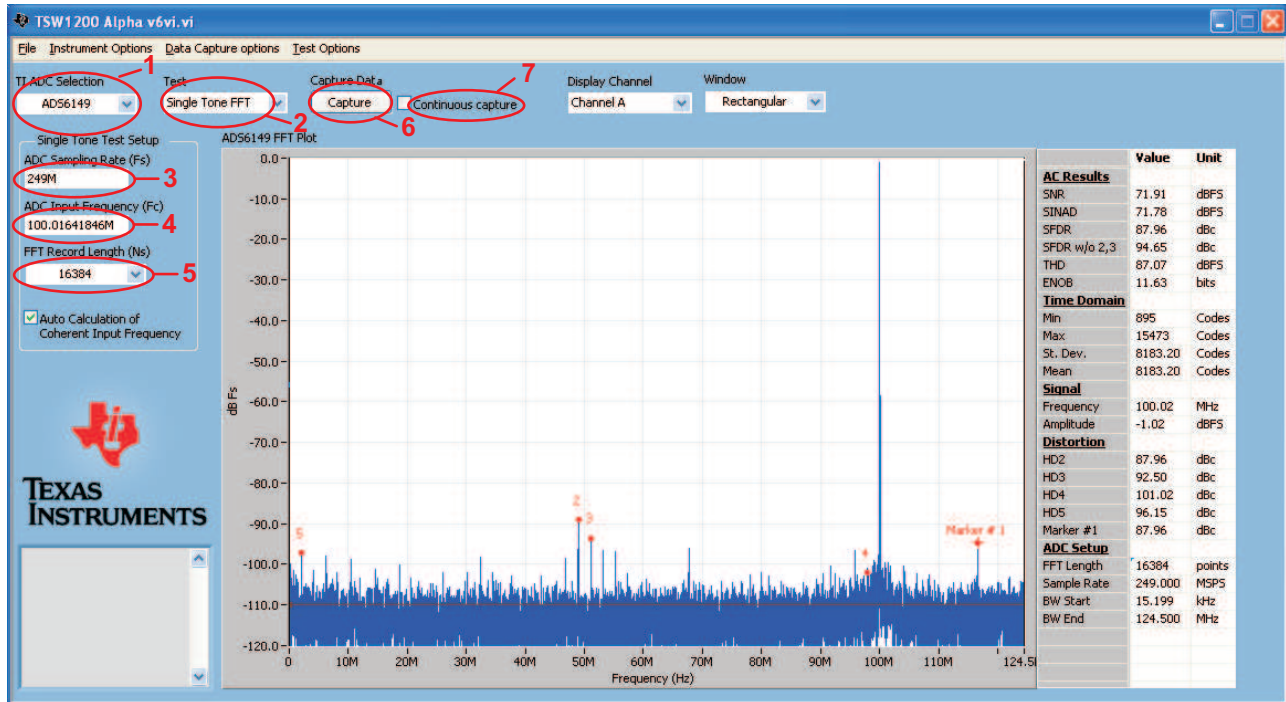 TSW1200 Alpha v6vi.vi
File Instrument Options Data Capture options Test Options
1
TI ADC Selection
ADS6149
Test
Single Tone FFT
2
Capture Data
Capture
6
7
Continuous capture
Display Channel
Channel A
Window
Rectangular
Single Tone Test Setup
ADC Sampling Rate (Fs)
249M
3
ADC Input Frequency (Fc)
100.01641846M
4
FFT Record Length (Ns)
16384
5
Auto Calculation of
Coherent Input Frequency
TEXAS
INSTRUMENTS
ADS6149 FFT Plot
dB Fs
0.0
-10.0
-20.0
-30.0
-40.0
-50.0
-60.0
-70.0
-80.0
-90.0
-100.0
-110.0
-120.0
5
2
3
4
Marker # 1
0 10M 20M 30M 40M 50M 60M 70M 80M 90M 100M 110M 124.5
Frequency (Hz)
Value Unit
AC Results
SNR 71.91 dBFS
SINAD 71.78 dBFS
SFDR 87.96 dBc
SFDR w/o 2,3 94.65 dBc
THD 87.07 dBFS
ENOB 11.63 bits
Time Domain
Min 895 Codes
Max 15473 Codes
St. Dev. 8183.20 Codes
Mean 8183.20 Codes
Signal
Frequency 100.02 MHz
Amplitude -1.02 dBFS
Distortion
HD2 87.96 dBc
HD3 92.50 dBc
HD4 101.02 dBc
HD5 96.15 dBc
Marker #1 87.96 dBc
ADC Setup
FFT Length 16384 points
Sample Rate 249.000 MSPS
BW Start 15.199 kHz
BW End 124.500 MHz